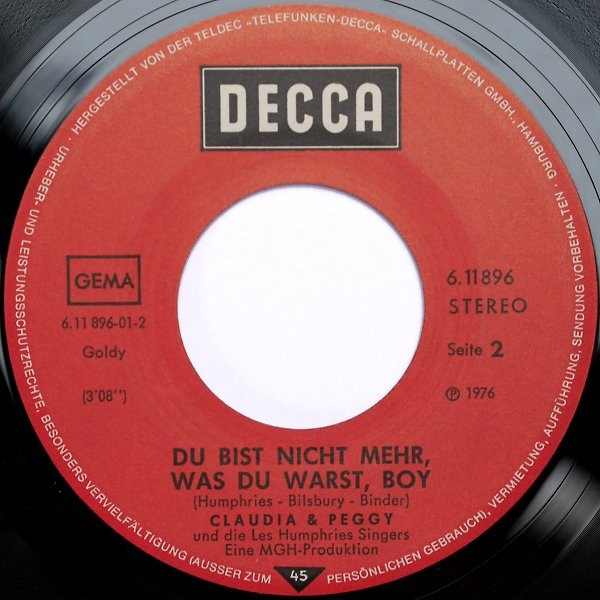 HERGESTELLT VON DER TELDEC »TELEFUNKEN-DECCA« SCHALLPLATTEN GMBH., HAMBURG ·
URHEBER- UND LEISTUNGSSCHUTZRECHTE, BESONDERS VERVIELFÄLTIGUNG (AUSSER ZUM PERSÖNLICHEN GEBRAUCH), VERMIETUNG, AUFFÜHRUNG, SENDUNG VORBEHALTEN ·
DECCA
GEMA
6.11 896-01-2
Goldy
(3'08'')
6.11896
STEREO
Seite 2
Ⓟ 1976
DU BIST NICHT MEHR,
WAS DU WARST, BOY
(Humphries - Bilsbury - Binder)
CLAUDIA & PEGGY
und die Les Humphries Singers
Eine MGH-Produktion
45